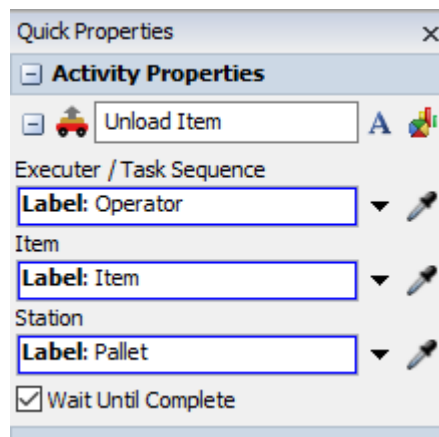 Quick Properties
Activity Properties
Unload Item A
Executer / Task Sequence
Label: Operator
Item
Label: Item
Station
Label: Pallet
Wait Until Complete